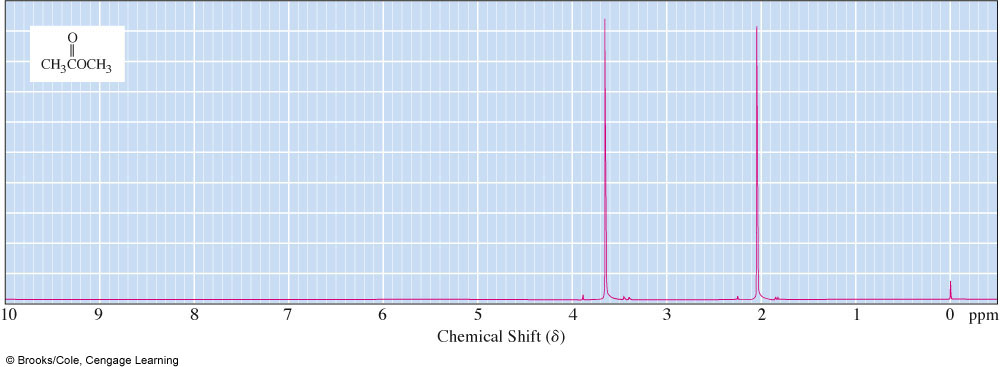 O
CH₃COCH₃
10 9 8 7 6 5 4 3 2 1 0 ppm
Chemical Shift (δ)
© Brooks/Cole, Cengage Learning